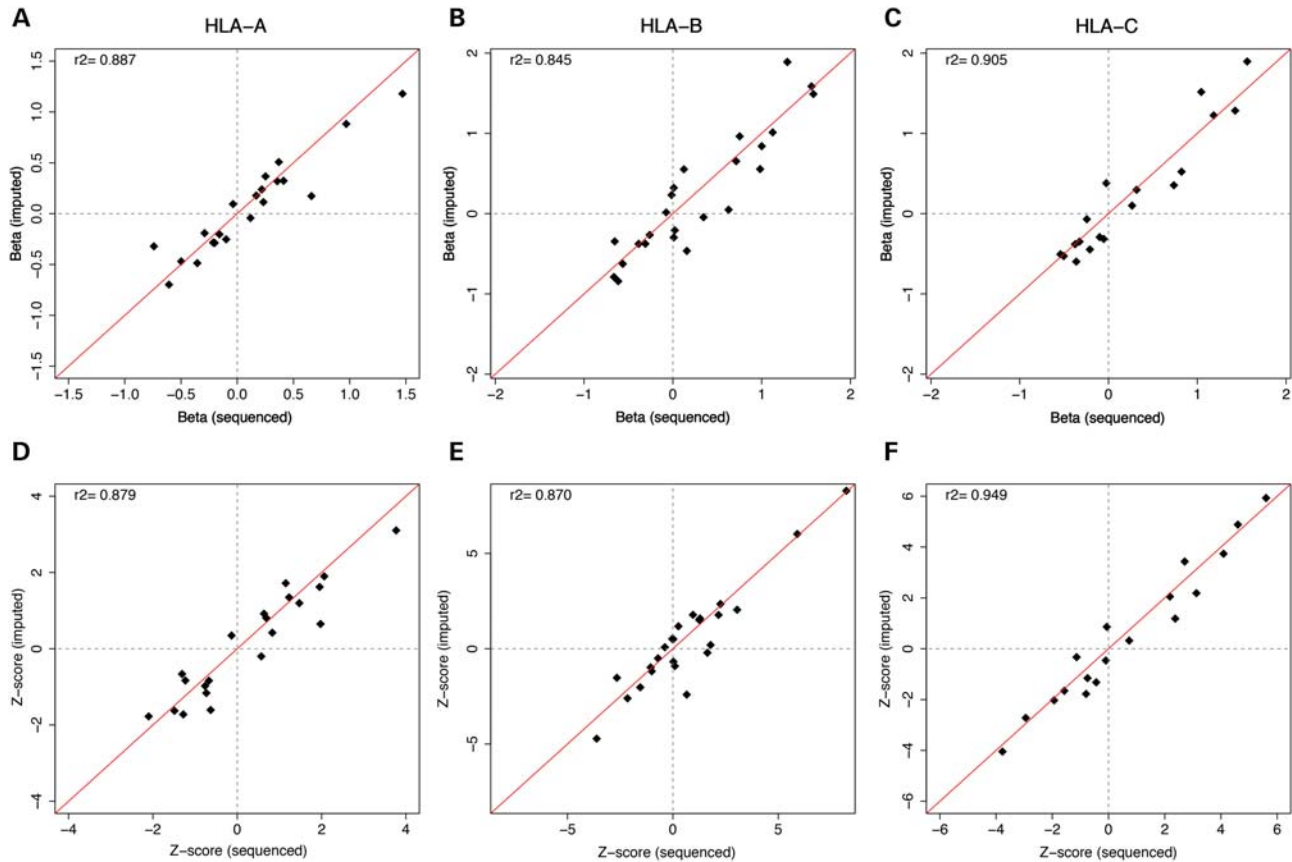 A
HLA-A
r2= 0.887
Beta (imputed)
1.5
1.0
0.5
0.0
−0.5
−1.0
−1.5
−1.5 −1.0 −0.5 0.0 0.5 1.0 1.5
Beta (sequenced)
B
HLA-B
r2= 0.845
Beta (imputed)
2
1
0
−1
−2
−2 −1 0 1 2
Beta (sequenced)
C
HLA-C
r2= 0.905
Beta (imputed)
2
1
0
−1
−2
−2 −1 0 1 2
Beta (sequenced)
D
r2= 0.879
Z-score (imputed)
4
2
0
−2
−4
−4 −2 0 2 4
Z-score (sequenced)
E
r2= 0.870
Z-score (imputed)
5
0
−5
−5 0 5
Z-score (sequenced)
F
r2= 0.949
Z-score (imputed)
6
4
2
0
−2
−4
−6
−6 −4 −2 0 2 4 6
Z-score (sequenced)